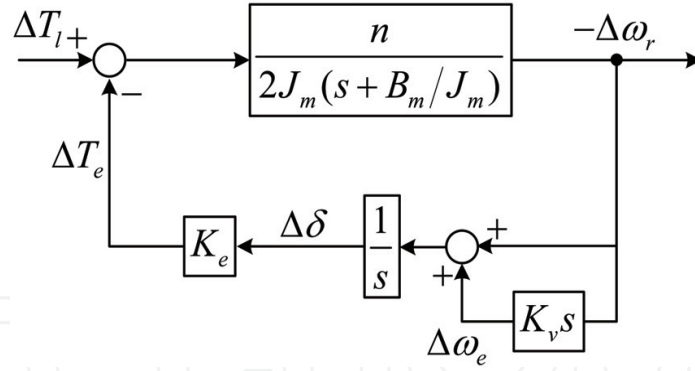 ΔT_l + n −Δω_r
2J_m(s + B_m/J_m)
−
ΔT_e
K_e Δδ 1/s + +
K_v s
Δω_e